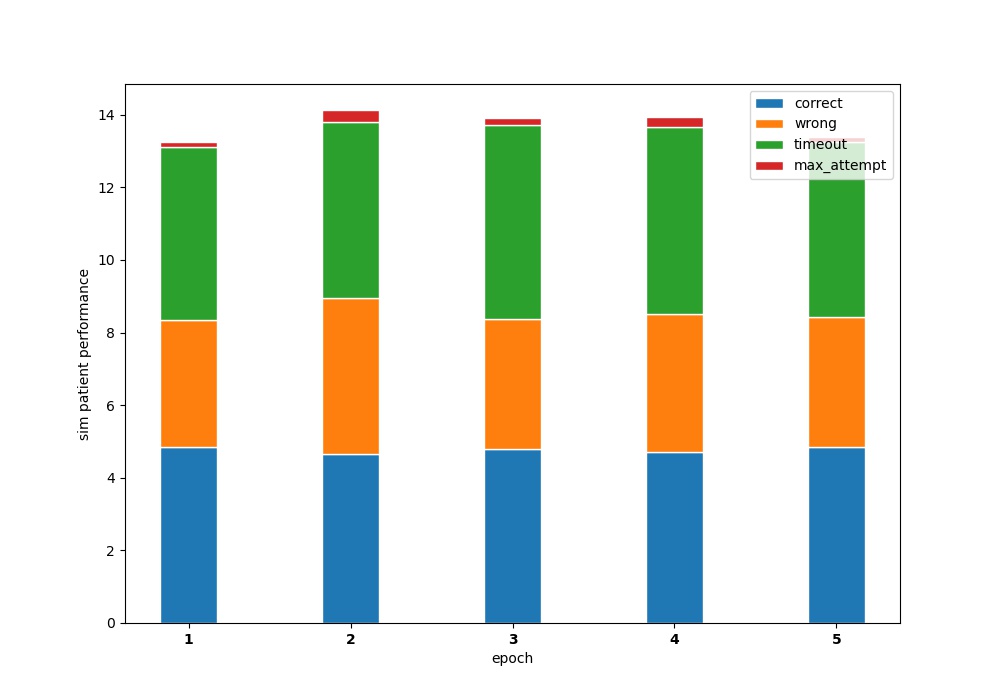 correct
wrong
timeout
max_attempt
14
12
10
8
6
4
2
0
sim patient performance
1 2 3 4 5
epoch